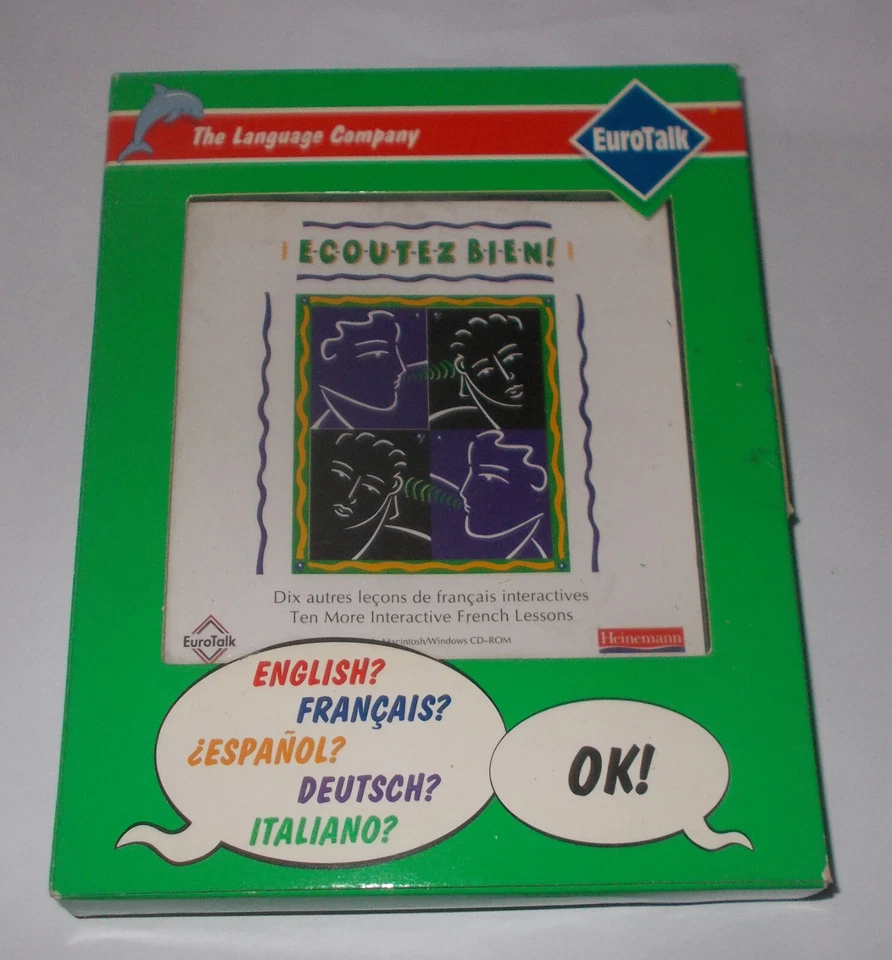 The Language Company
EuroTalk
ECOUTEZ BIEN!
Dix autres leçons de français interactives
Ten More Interactive French Lessons
EuroTalk
Macintosh/Windows CD-ROM
Heinemann
ENGLISH?
FRANÇAIS?
¿ESPAÑOL?
DEUTSCH?
ITALIANO?
OK!